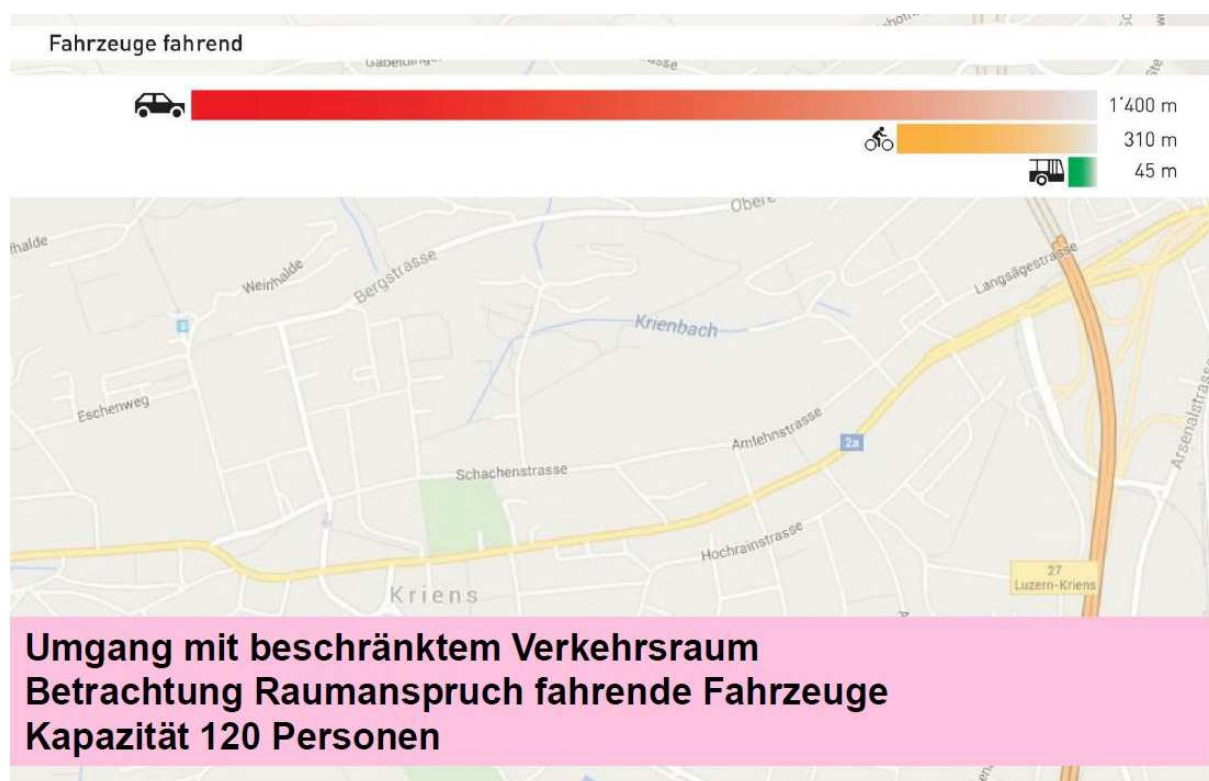 Fahrzeuge fahrend
1'400 m
310 m
45 m
Obere
Weinhalde
Bergstrasse
Langsägestrasse
Krienbach
Eschenweg
Amlehnstrasse
2a
Arsenalstrasse
Schachenstrasse
Hochrainstrasse
27
Luzern-Kriens
Kriens
Umgang mit beschränktem Verkehrsraum
Betrachtung Raumanspruch fahrende Fahrzeuge
Kapazität 120 Personen